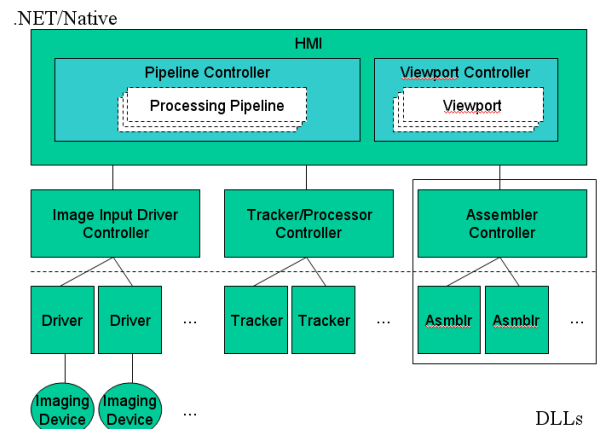 .NET/Native
HMI
Pipeline Controller
Viewport Controller
Processing Pipeline
Viewport
Image Input Driver
Controller
Tracker/Processor
Controller
Assembler
Controller
Driver
Driver
...
Tracker
Tracker
...
Asmblr
Asmblr
...
Imaging
Device
Imaging
Device
...
DLLs